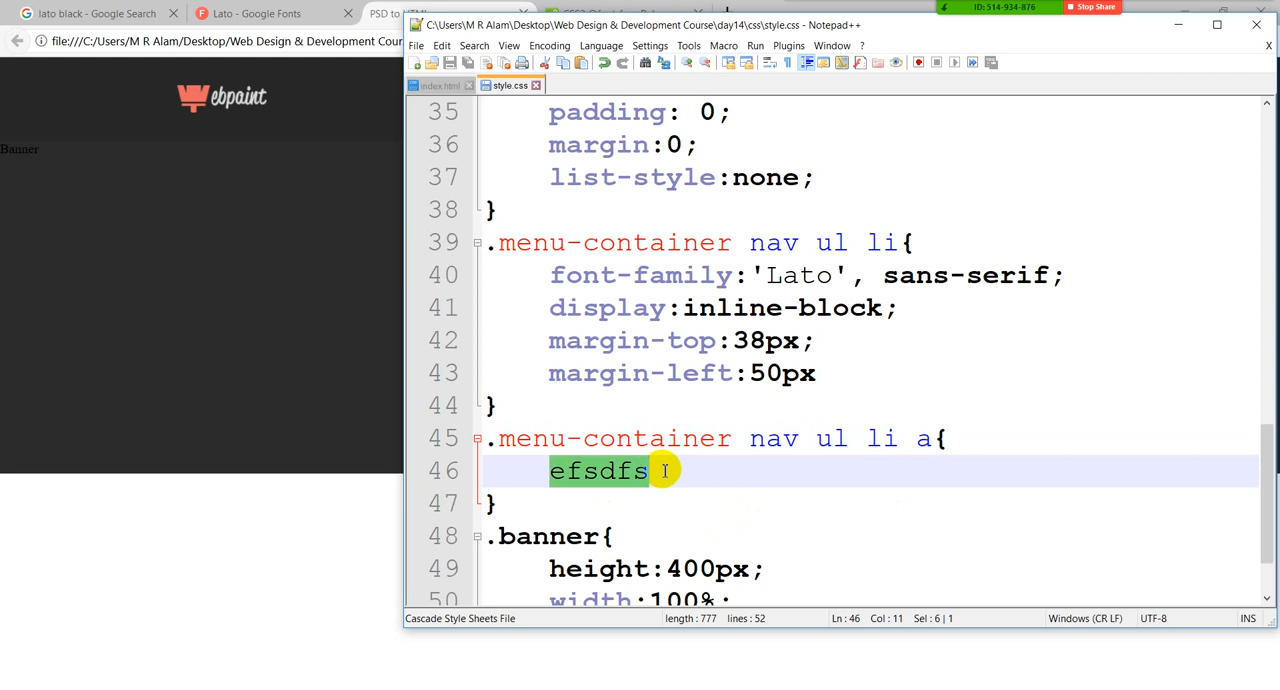 lato black - Google Search
Lato - Google Fonts
PSD to
ID: 514-934-876
Stop Share
file:///C:/Users/M R Alam/Desktop/Web Design & Development Cour
C:\Users\M R Alam\Desktop\Web Design & Development Course\day14\css\style.css - Notepad++
File Edit Search View Encoding Language Settings Tools Macro Run Plugins Window ? X
index.html
style.css
ebpaint
Banner
35 padding: 0;
36 margin:0;
37 list-style:none;
38 }
39 .menu-container nav ul li{
40 font-family:'Lato', sans-serif;
41 display:inline-block;
42 margin-top:38px;
43 margin-left:50px
44 }
45 .menu-container nav ul li a{
46 efsdfs
47 }
48 .banner{
49 height:400px;
50 width:100%;
Cascade Style Sheets File
length : 777 lines : 52
Ln : 46 Col : 11 Sel : 6 | 1
Windows (CR LF)
UTF-8
INS